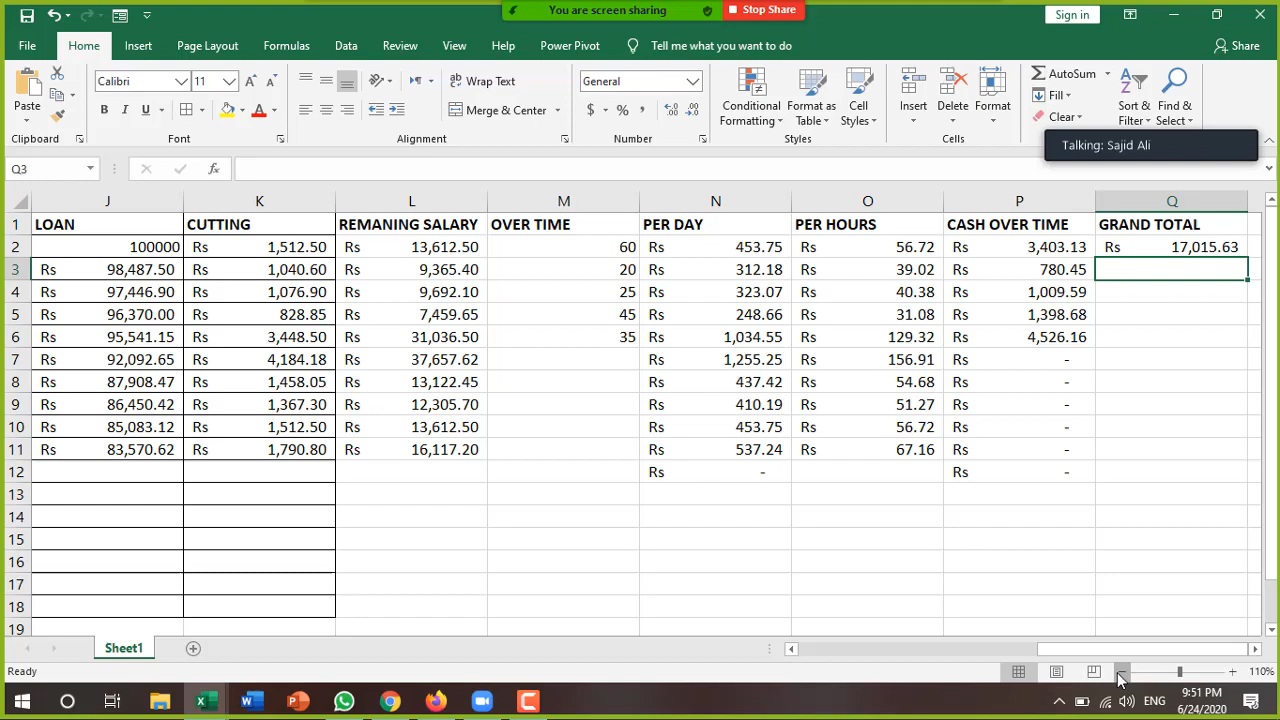 You are screen sharing Stop Share
Sign in
File Home Insert Page Layout Formulas Data Review View Help Power Pivot Tell me what you want to do Share
Paste
Clipboard
Calibri 11
B I U
Font
Wrap Text
Merge & Center
Alignment
General
$ % ,
Number
Conditional Formatting
Format as Table
Cell Styles
Styles
Insert Delete Format
Cells
AutoSum
Fill
Clear
Sort & Filter
Find & Select
Talking: Sajid Ali
Q3 fx
J K L M N O P Q
1 LOAN CUTTING REMANING SALARY OVER TIME PER DAY PER HOURS CASH OVER TIME GRAND TOTAL
2 100000 Rs 1,512.50 Rs 13,612.50 60 Rs 453.75 Rs 56.72 Rs 3,403.13 Rs 17,015.63
3 Rs 98,487.50 Rs 1,040.60 Rs 9,365.40 20 Rs 312.18 Rs 39.02 Rs 780.45
4 Rs 97,446.90 Rs 1,076.90 Rs 9,692.10 25 Rs 323.07 Rs 40.38 Rs 1,009.59
5 Rs 96,370.00 Rs 828.85 Rs 7,459.65 45 Rs 248.66 Rs 31.08 Rs 1,398.68
6 Rs 95,541.15 Rs 3,448.50 Rs 31,036.50 35 Rs 1,034.55 Rs 129.32 Rs 4,526.16
7 Rs 92,092.65 Rs 4,184.18 Rs 37,657.62 Rs 1,255.25 Rs 156.91 Rs -
8 Rs 87,908.47 Rs 1,458.05 Rs 13,122.45 Rs 437.42 Rs 54.68 Rs -
9 Rs 86,450.42 Rs 1,367.30 Rs 12,305.70 Rs 410.19 Rs 51.27 Rs -
10 Rs 85,083.12 Rs 1,512.50 Rs 13,612.50 Rs 453.75 Rs 56.72 Rs -
11 Rs 83,570.62 Rs 1,790.80 Rs 16,117.20 Rs 537.24 Rs 67.16 Rs -
12 Rs - Rs -
13
14
15
16
17
18
19
Sheet1
Ready 110%
ENG 9:51 PM
6/24/2020